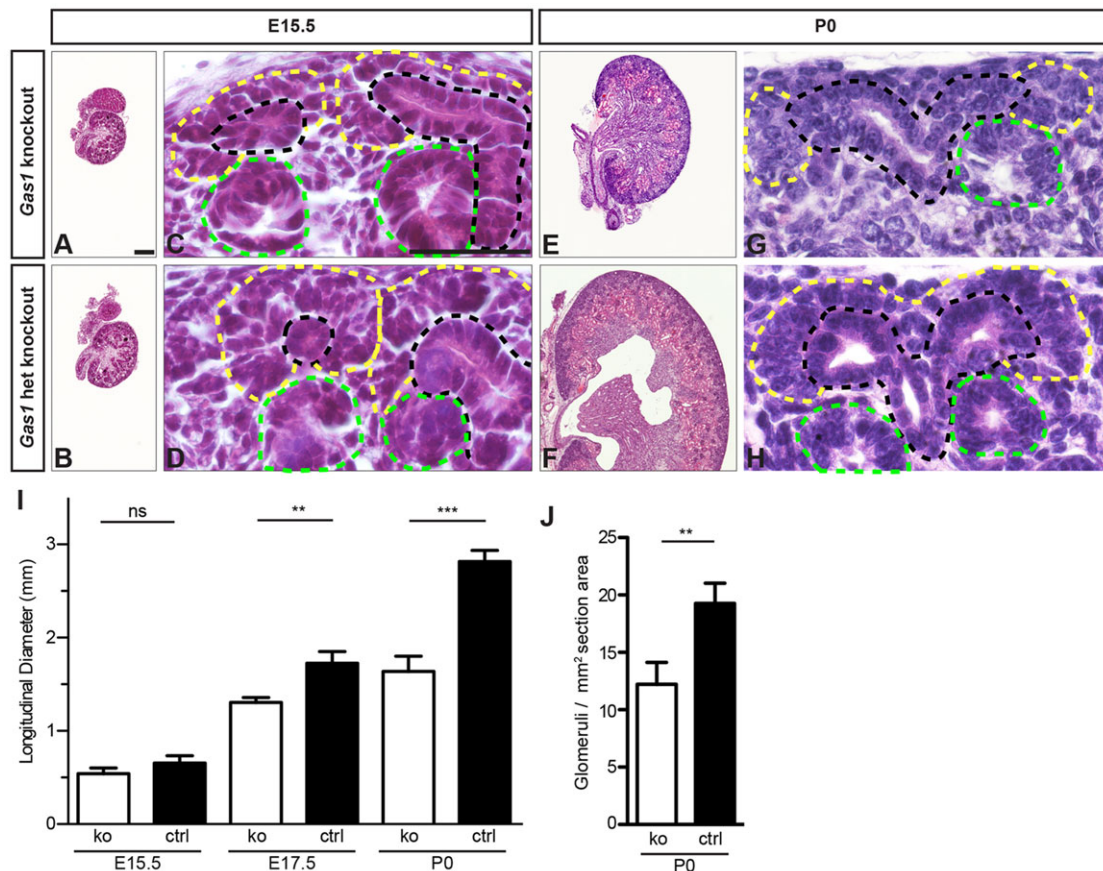 E15.5
P0
Gas1 knockout
A
C
E
G
Gas1 het knockout
B
D
F
H
I
ns
**
***
Longitudinal Diameter (mm)
3
2
1
0
ko
ctrl
ko
ctrl
ko
ctrl
E15.5
E17.5
P0
J
**
Glomeruli / mm² section area
25
20
15
10
5
0
ko
ctrl
P0